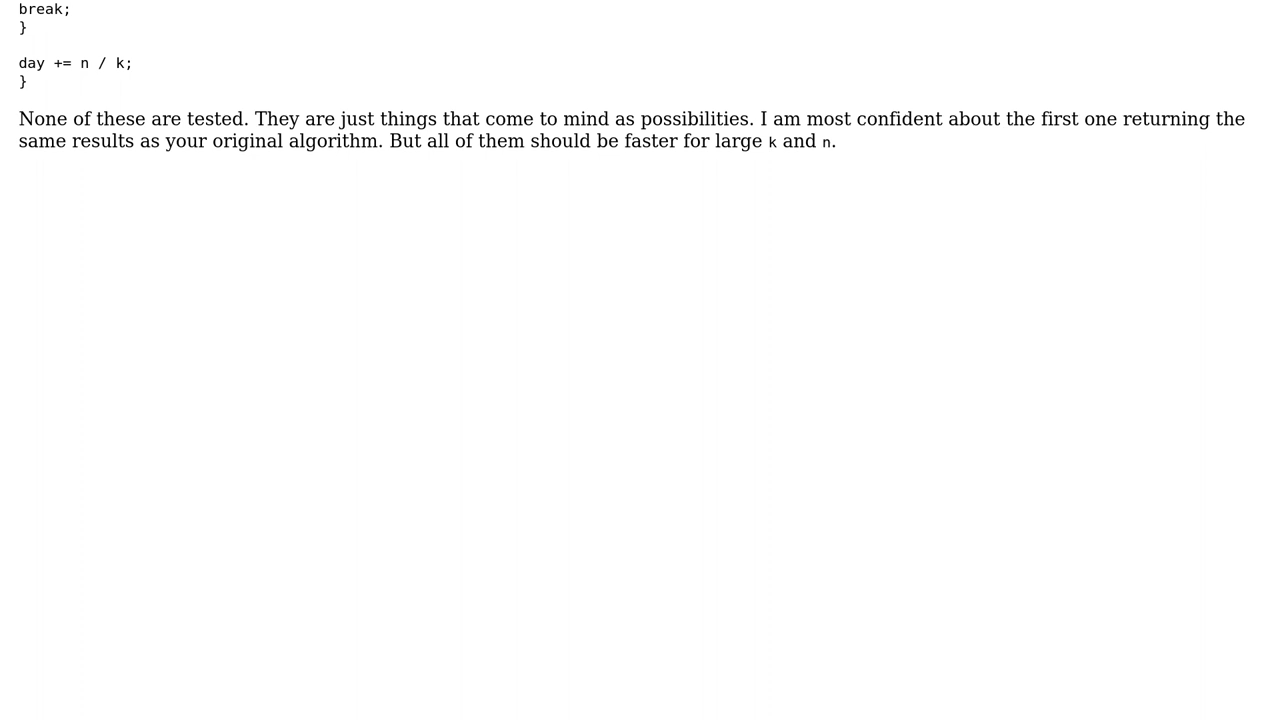 break;
}
day += n / k;
}
None of these are tested. They are just things that come to mind as possibilities. I am most confident about the first one returning the
same results as your original algorithm. But all of them should be faster for large k and n.